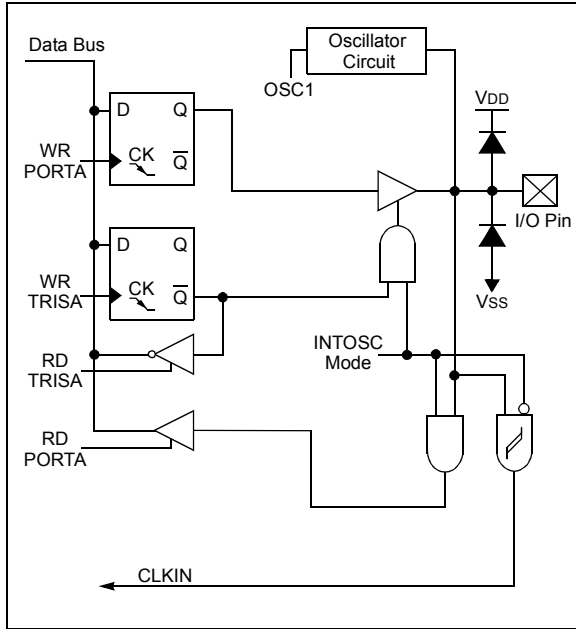 Data Bus
Oscillator
Circuit
OSC1
VDD
D Q
WR
PORTA
CK
Q
I/O Pin
D Q
WR
TRISA
CK
Q
VSS
INTOSC
Mode
RD
TRISA
RD
PORTA
CLKIN